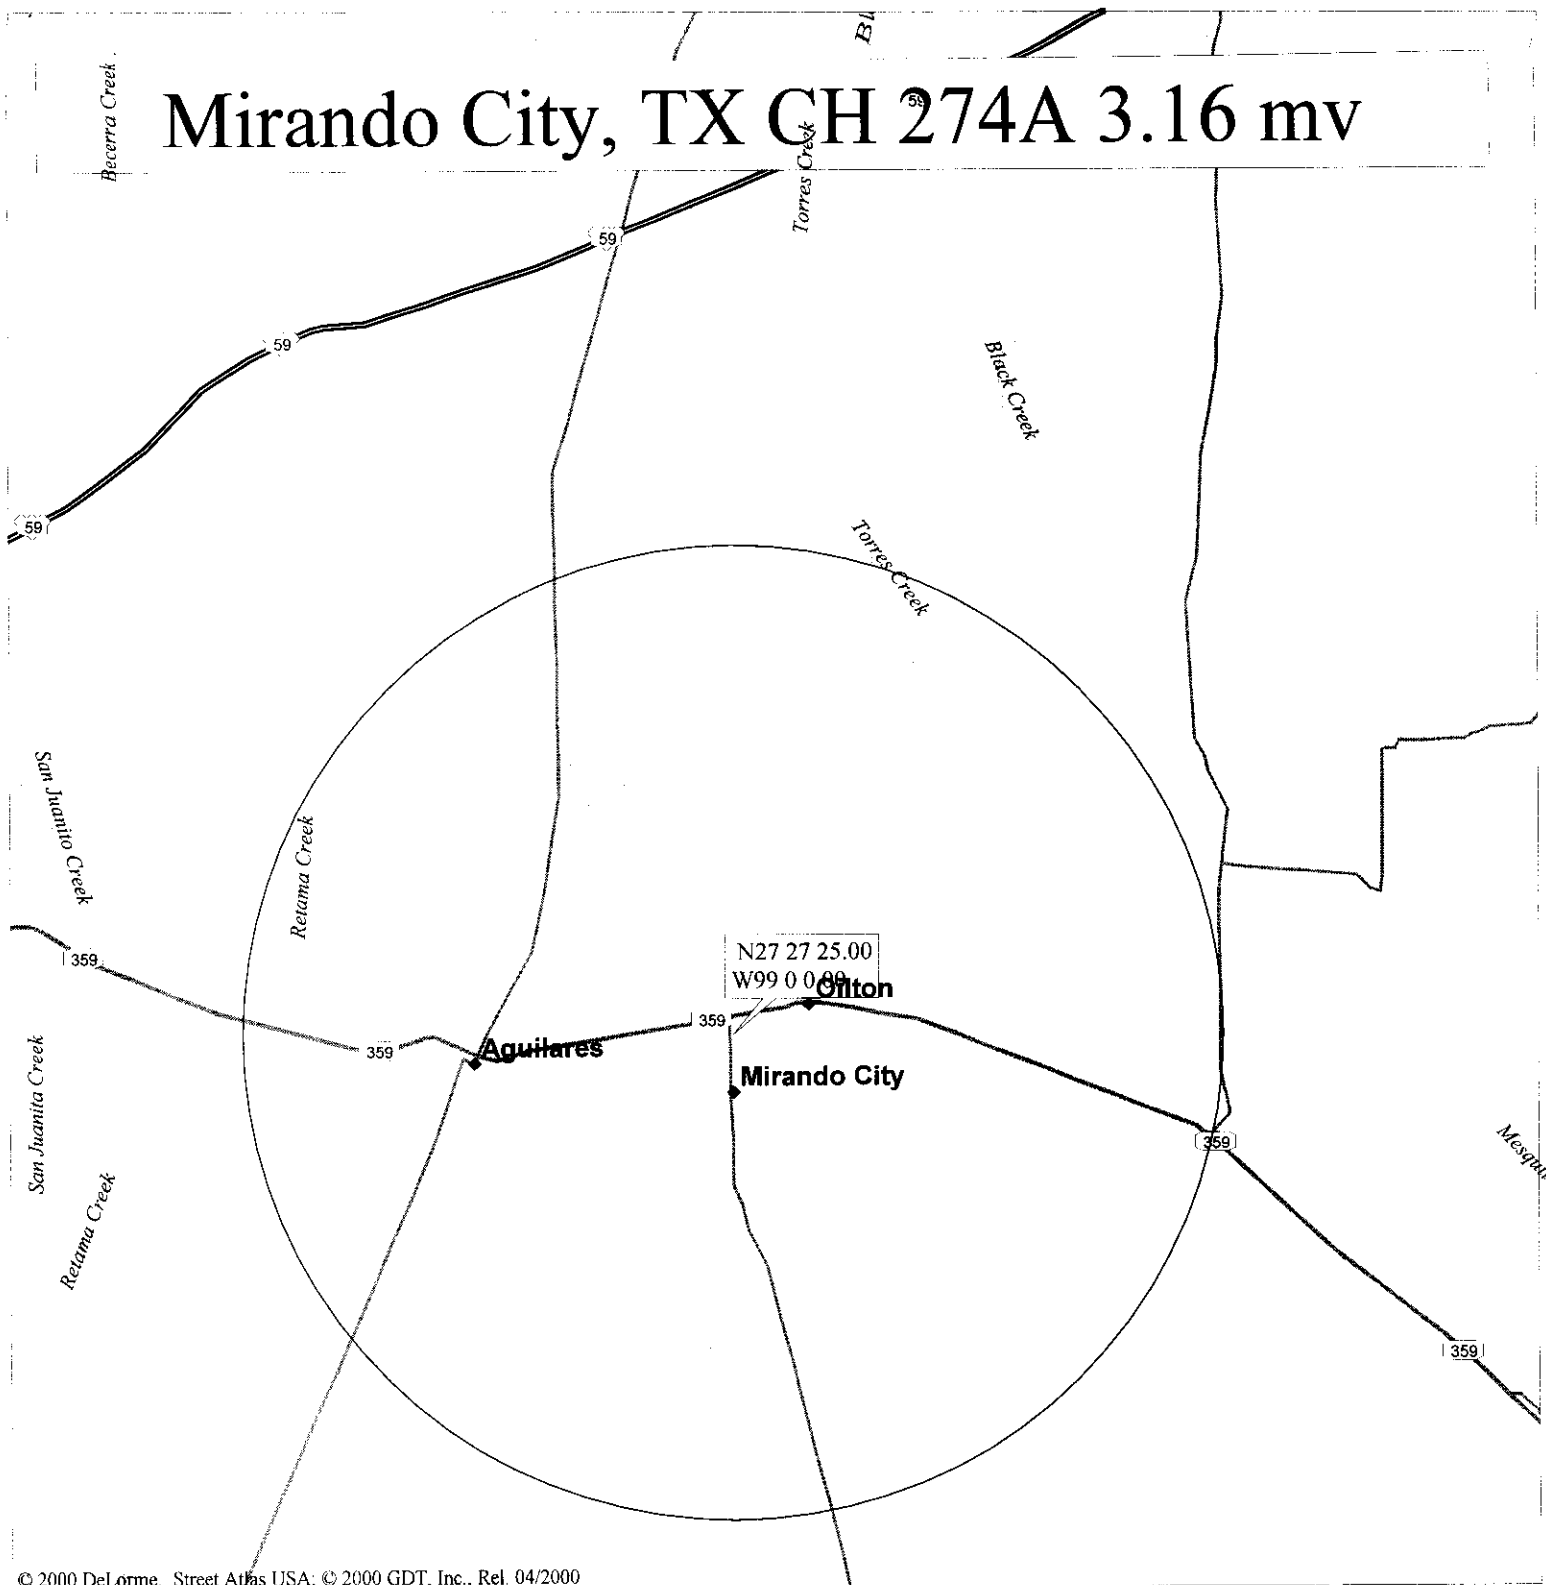 Bl
Becerra Creek
Mirando City, TX CH 274A 3.16 mv
59
Torres Creek
59
59
Black Creek
59
Torres Creek
San Juanito Creek
Retama Creek
359
N27 27 25.00
W99 0 0.00
Oilton
359
359
Aguilares
San Juanita Creek
Mirando City
359
Mesqui
Retama Creek
359
© 2000 DeLorme. Street Atlas USA; © 2000 GDT, Inc., Rel. 04/2000